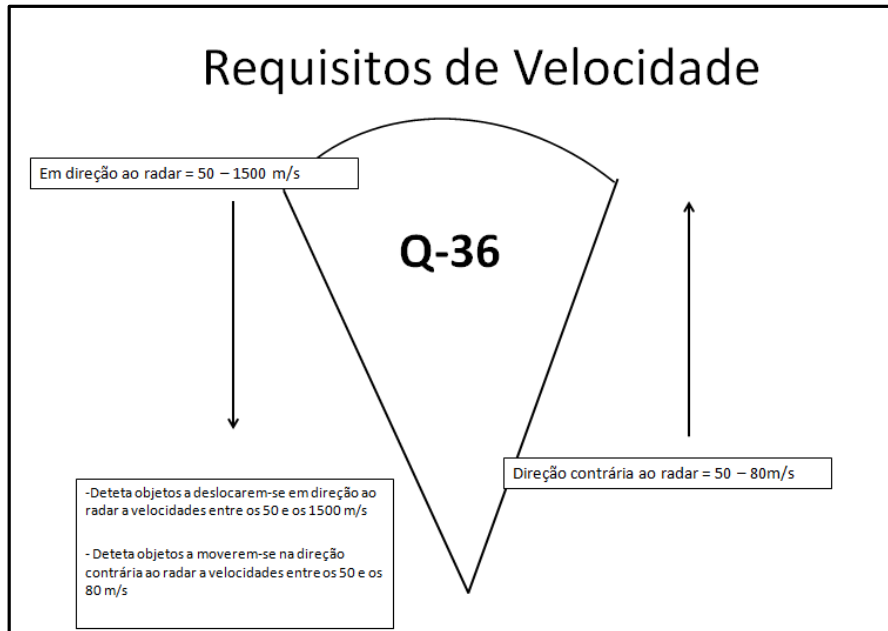 Requisitos de Velocidade
Em direção ao radar = 50 – 1500 m/s
Q-36
Direção contrária ao radar = 50 – 80m/s
-Deteta objetos a deslocarem-se em direção ao
radar a velocidades entre os 50 e os 1500 m/s
- Deteta objetos a moverem-se na direção
contrária ao radar a velocidades entre os 50 e os
80 m/s